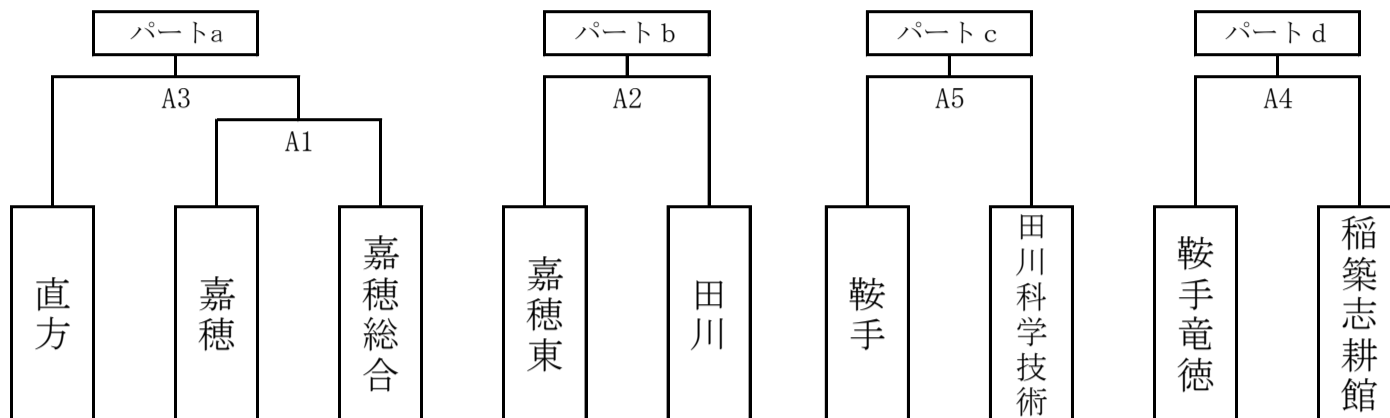 パートa
パートb
パートc
パートd
A3
A2
A5
A4
A1
直方
嘉穂
嘉穂総合
嘉穂東
田川
鞍手
田川科学技術
鞍手竜徳
稲築志耕館